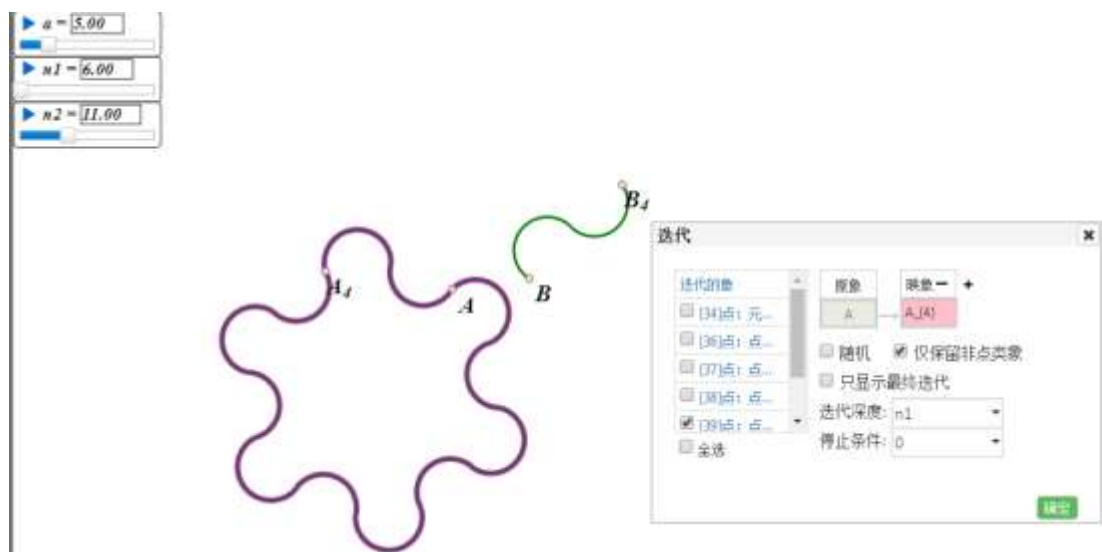 a = 5.00
n1 = 6.00
n2 = 11.00
B4
A4
A
B
迭代 ✖
迭代的象
原象
映象 − +
[34]点: 元...
A
A_{4}
[36]点: 点...
随机
仅保留非点类象
[37]点: 点...
只显示最终迭代
[38]点: 点...
迭代深度: n1
[39]点: 点...
停止条件: 0
全选
确定